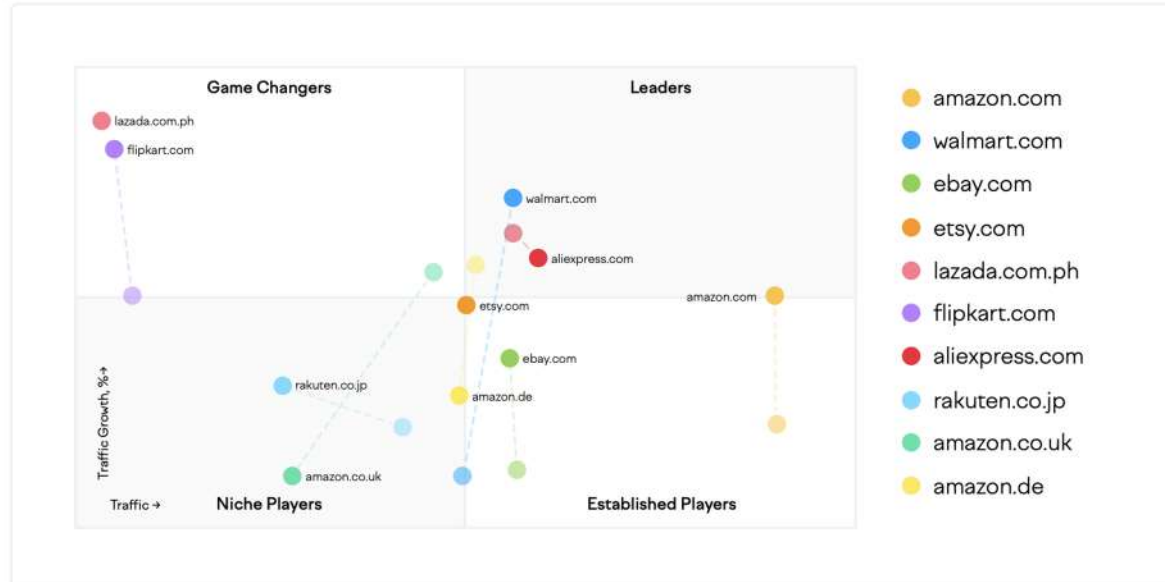 Game Changers
Leaders
lazada.com.ph
flipkart.com
walmart.com
aliexpress.com
amazon.com
etsy.com
ebay.com
rakuten.co.jp
amazon.de
amazon.co.uk
Traffic Growth, %→
Traffic →
Niche Players
Established Players
amazon.com
walmart.com
ebay.com
etsy.com
lazada.com.ph
flipkart.com
aliexpress.com
rakuten.co.jp
amazon.co.uk
amazon.de